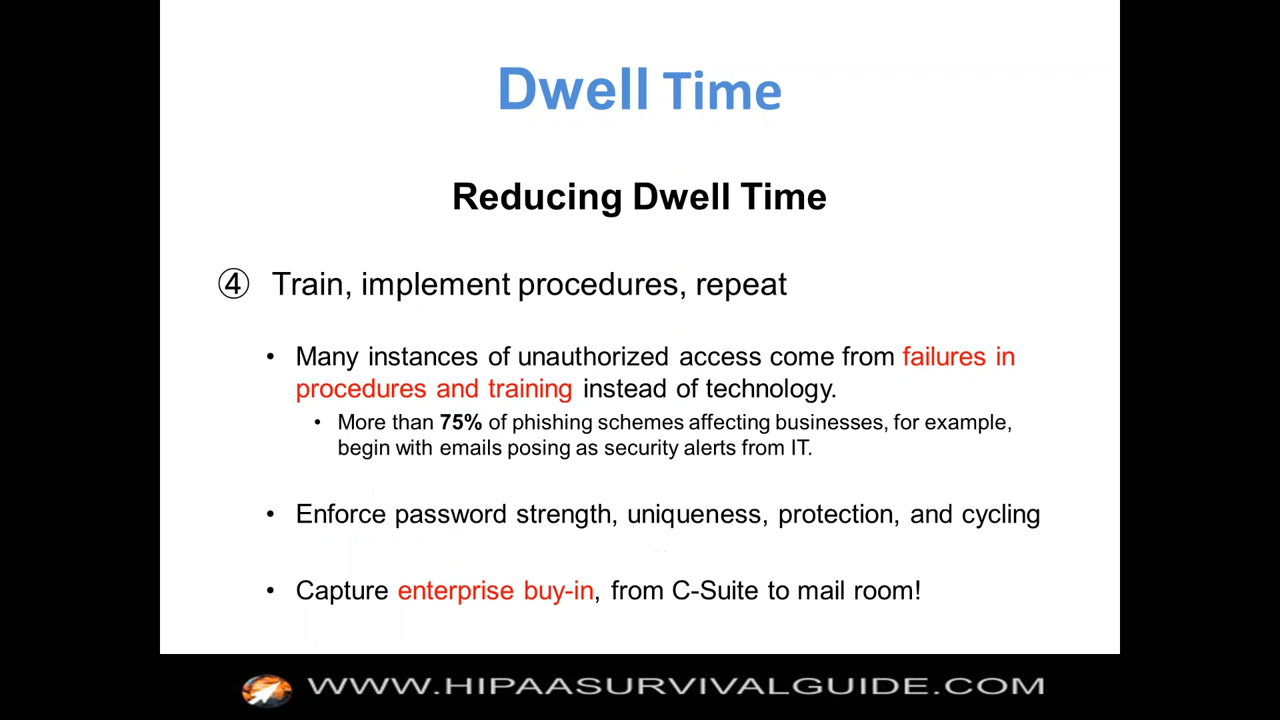 Dwell Time
Reducing Dwell Time
④ Train, implement procedures, repeat
• Many instances of unauthorized access come from failures in
procedures and training instead of technology.
• More than 75% of phishing schemes affecting businesses, for example,
begin with emails posing as security alerts from IT.
• Enforce password strength, uniqueness, protection, and cycling
• Capture enterprise buy-in, from C-Suite to mail room!
WWW.HIPAASURVIVALGUIDE.COM